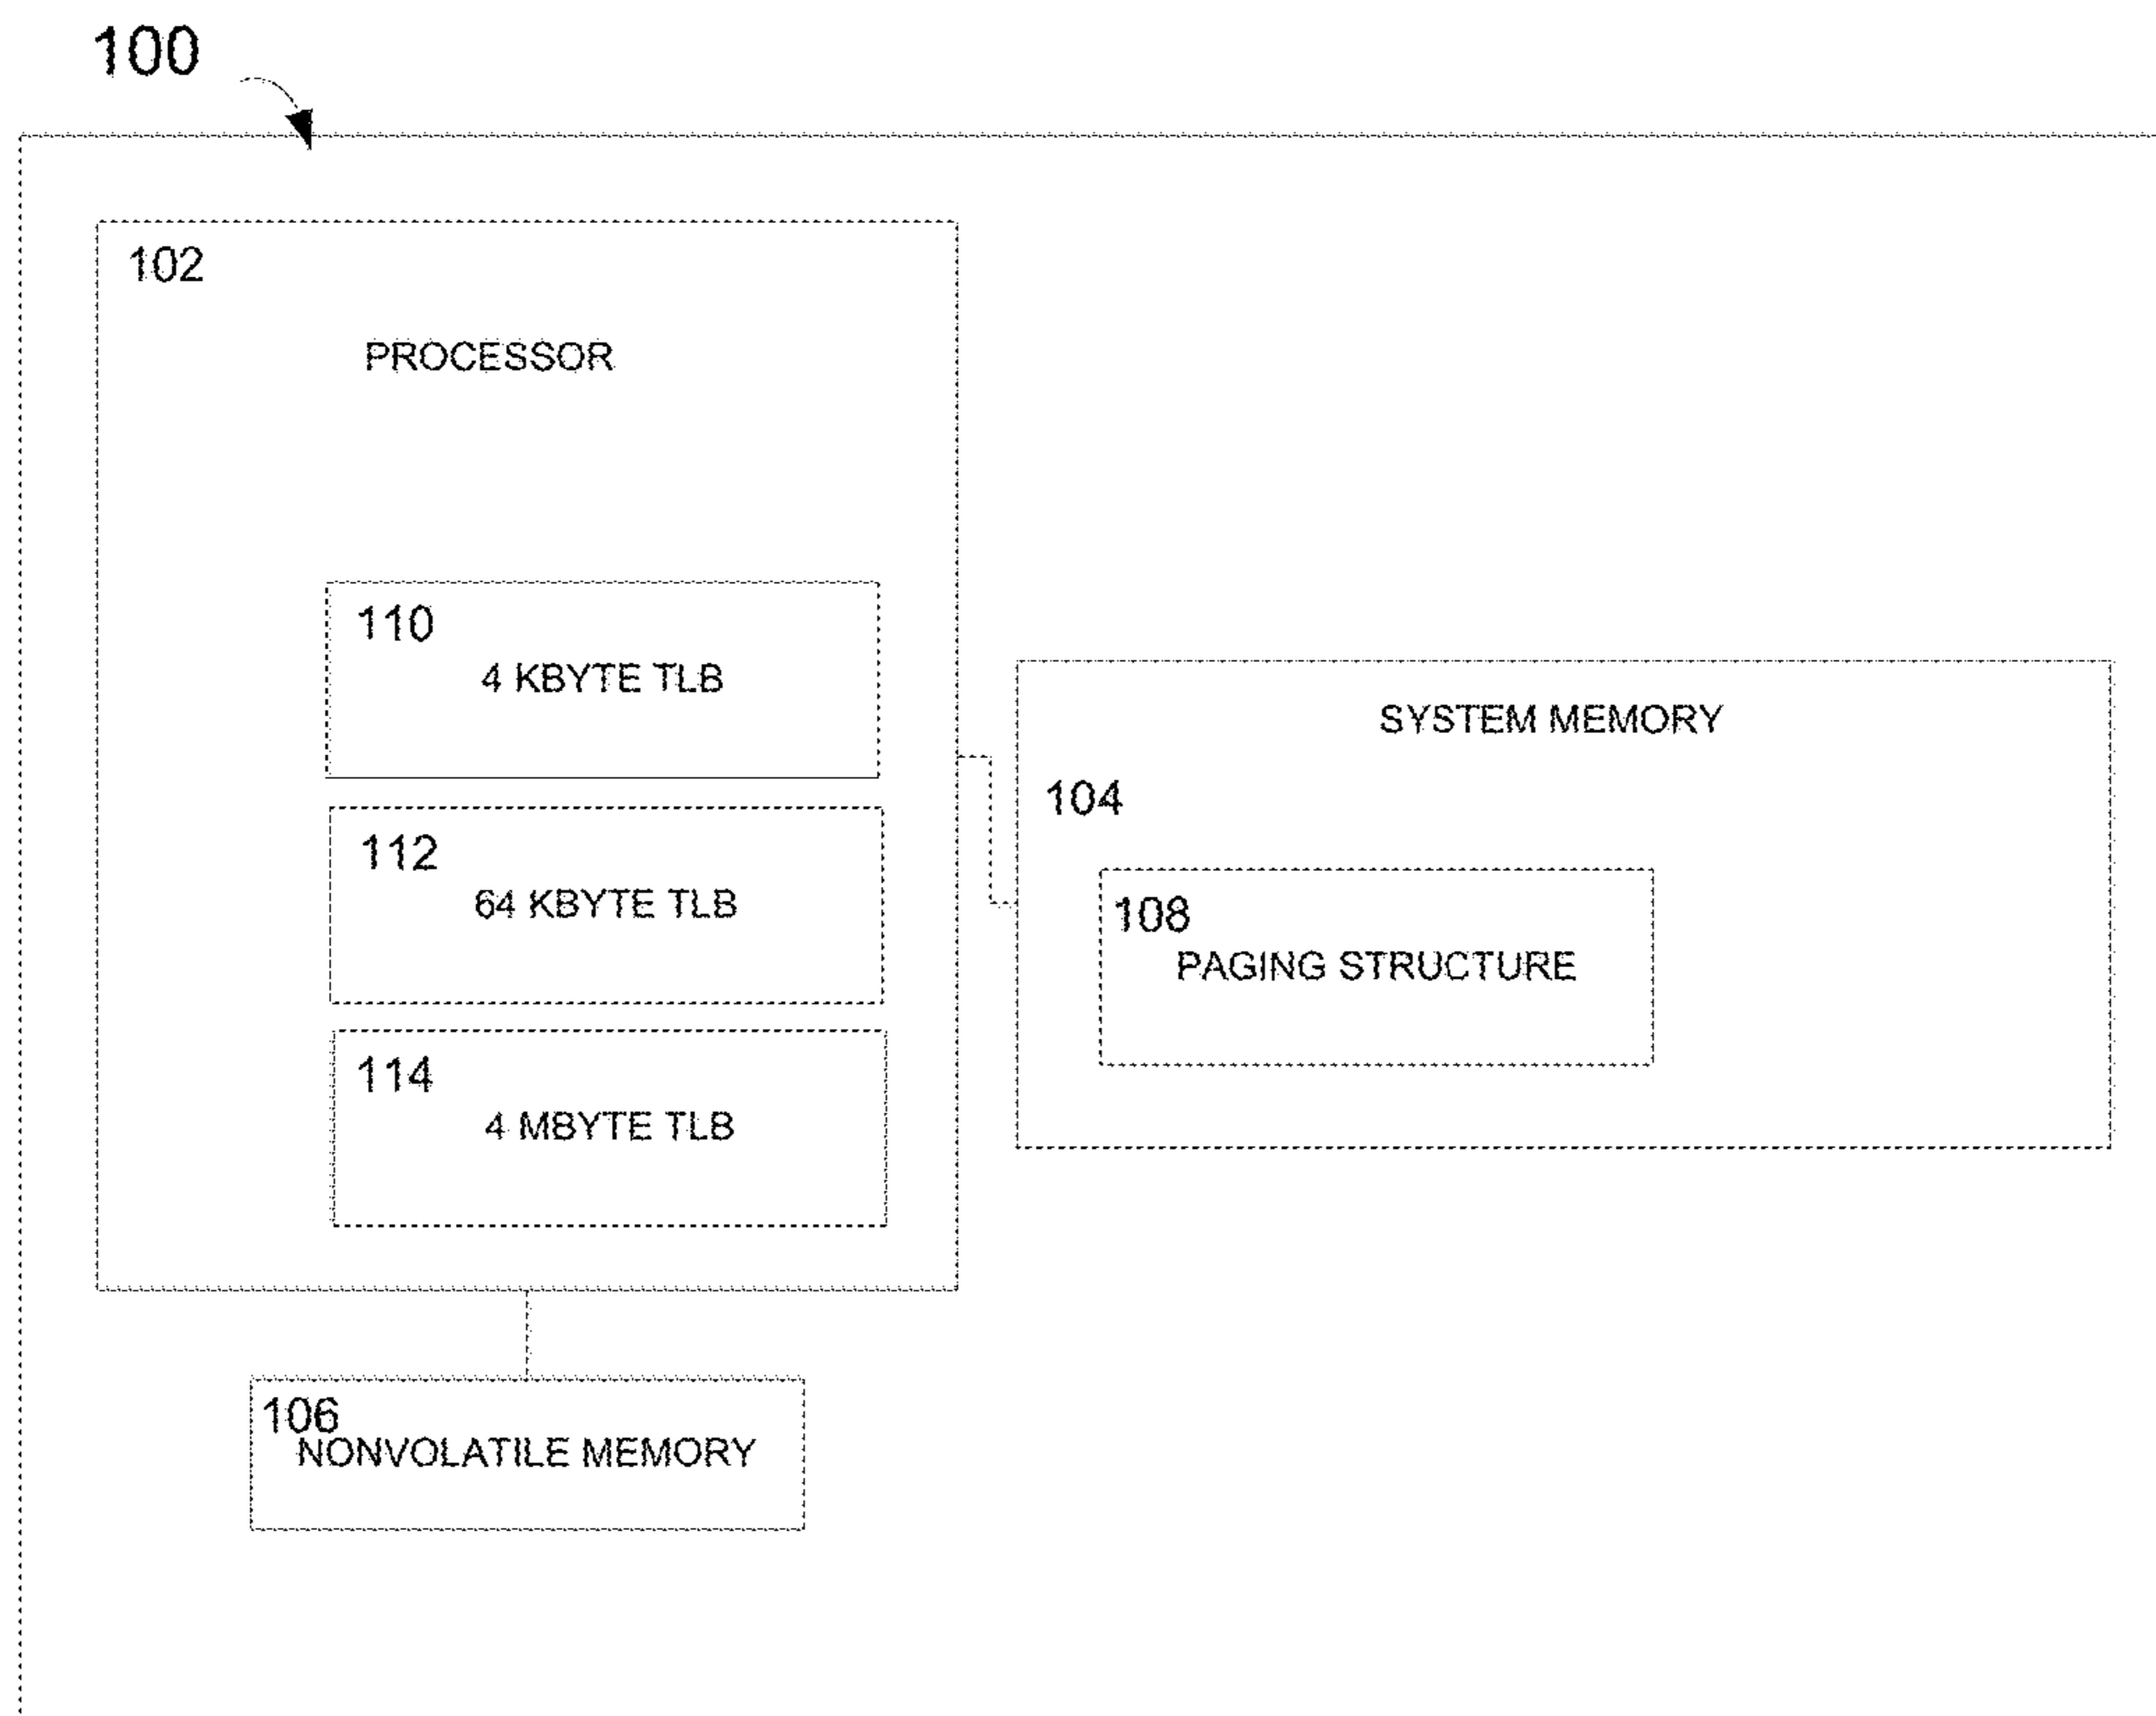 100
102
PROCESSOR
110
4 KBYTE TLB
112
64 KBYTE TLB
114
4 MBYTE TLB
SYSTEM MEMORY
104
108
PAGING STRUCTURE
106
NONVOLATILE MEMORY